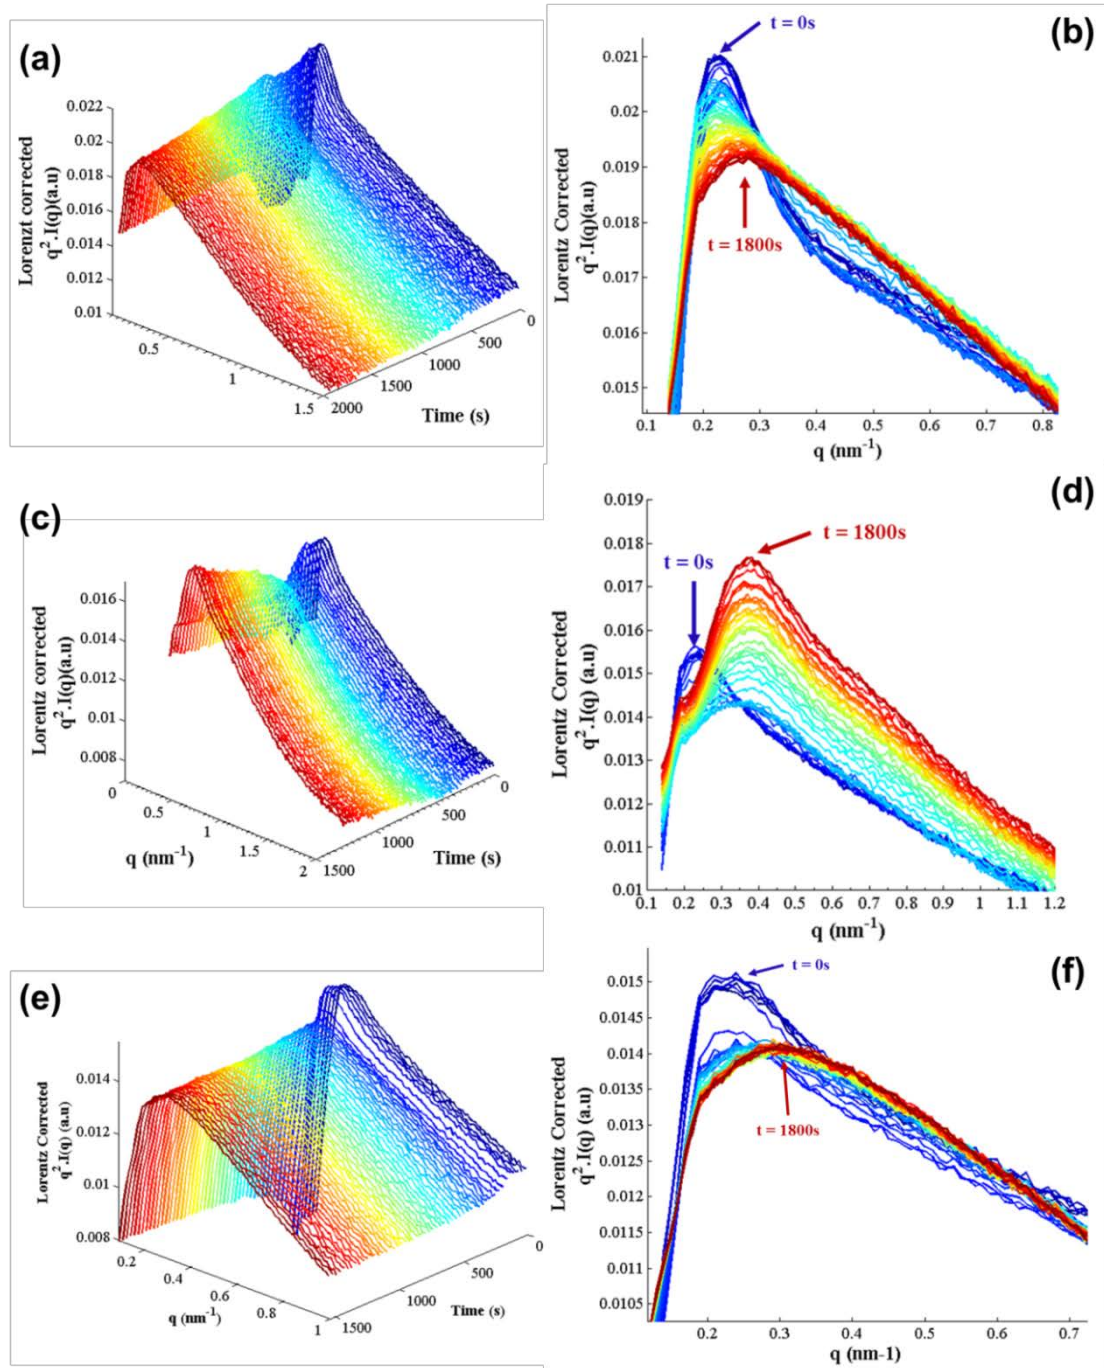 (a)
0.022
0.02
0.018
0.016
0.014
0.012
0.01
Lorenzt corrected
q².I(q)(a.u)
0.5
1
1.5
2000
1500
1000
500
0
Time (s)
(b)
t = 0s
t = 1800s
0.021
0.02
0.019
0.018
0.017
0.016
0.015
Lorentz Corrected
q².I(q)(a.u)
0.1 0.2 0.3 0.4 0.5 0.6 0.7 0.8
q (nm⁻¹)
(c)
0.016
0.014
0.012
0.01
0.008
Lorentz corrected
q².I(q)(a.u)
0
0.5
1
1.5
2
q (nm⁻¹)
1500
1000
500
0
Time (s)
(d)
t = 1800s
t = 0s
0.019
0.018
0.017
0.016
0.015
0.014
0.013
0.012
0.011
0.01
Lorentz Corrected
q².I(q) (a.u)
0.1 0.2 0.3 0.4 0.5 0.6 0.7 0.8 0.9 1 1.1 1.2
q (nm⁻¹)
(e)
0.014
0.012
0.01
0.008
Lorentz Corrected
q².I(q) (a.u)
0.2
0.4
0.6
0.8
1
q (nm⁻¹)
1500
1000
500
0
Time (s)
(f)
t = 0s
t = 1800s
0.015
0.0145
0.014
0.0135
0.013
0.0125
0.012
0.0115
0.011
0.0105
Lorentz Corrected
q².I(q) (a.u)
0.2 0.3 0.4 0.5 0.6 0.7
q (nm-1)